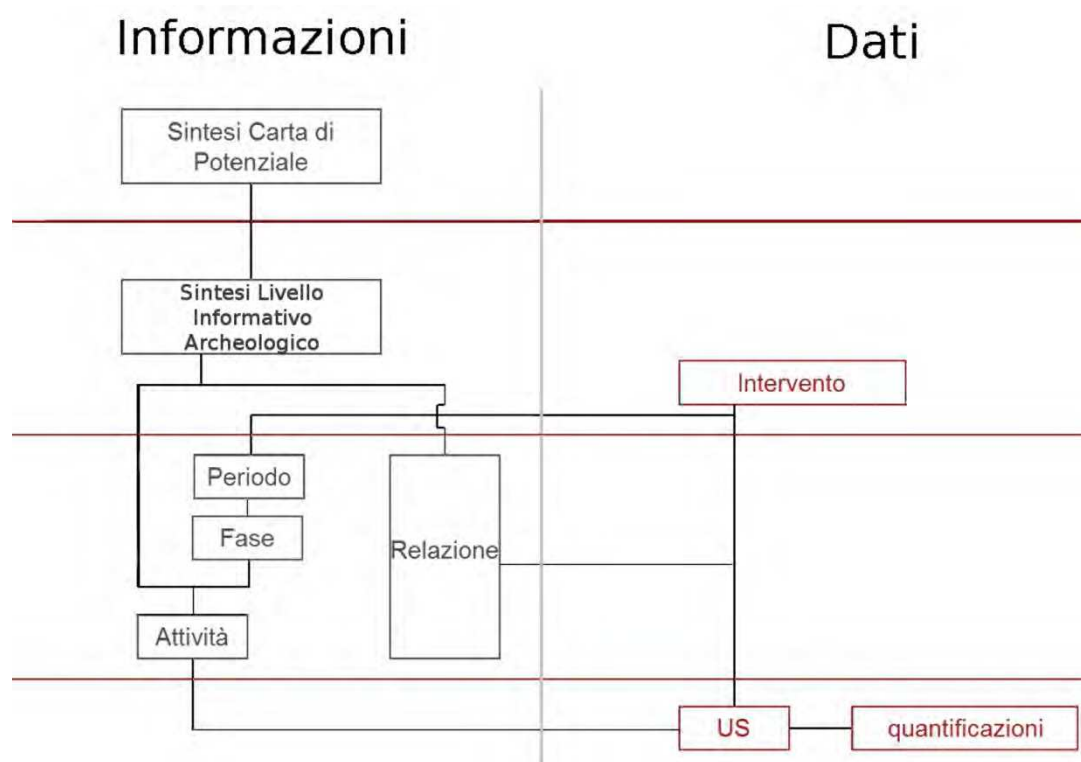 Informazioni
Dati
Sintesi Carta di
Potenziale
Sintesi Livello
Informativo
Archeologico
Intervento
Periodo
Fase
Relazione
Attività
US
quantificazioni